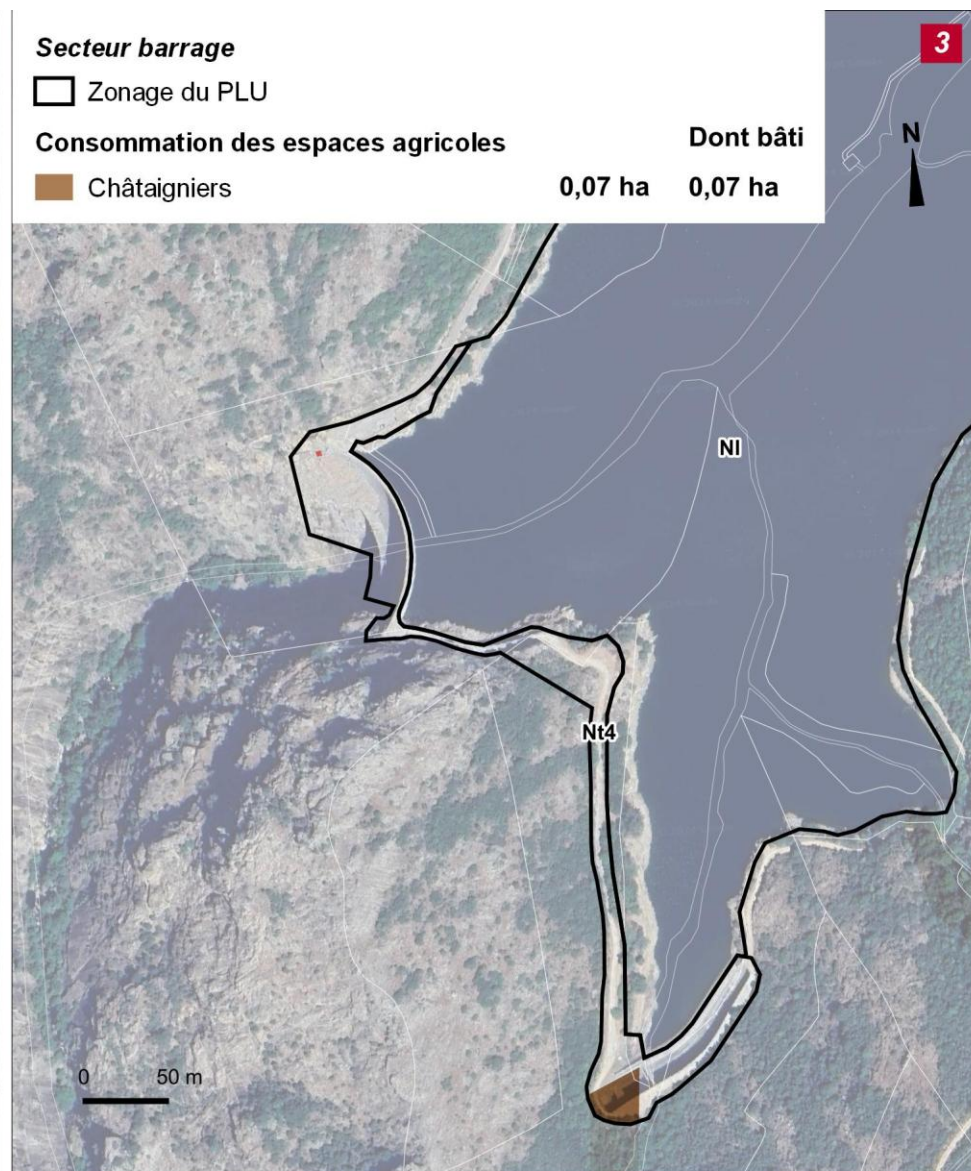 Secteur barrage
3
Zonage du PLU
Consommation des espaces agricoles Dont bâti
Châtaigniers 0,07 ha 0,07 ha
N
Nl
Nt4
0 50 m